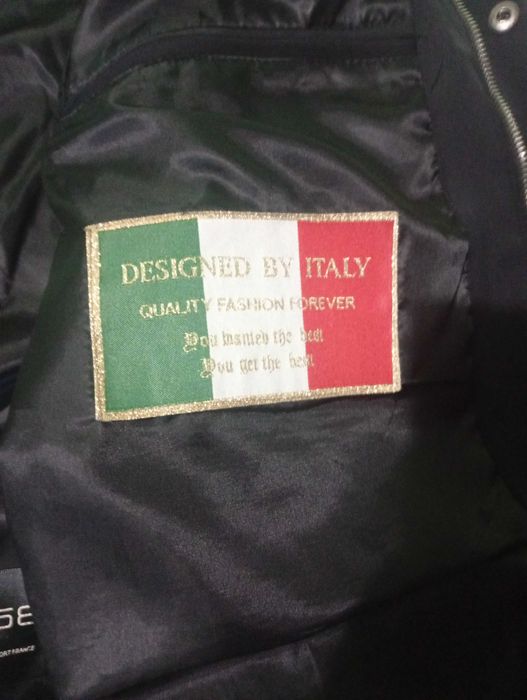 DESIGNED BY ITALY
QUALITY FASHION FOREVER
You wanted the best
You get the best